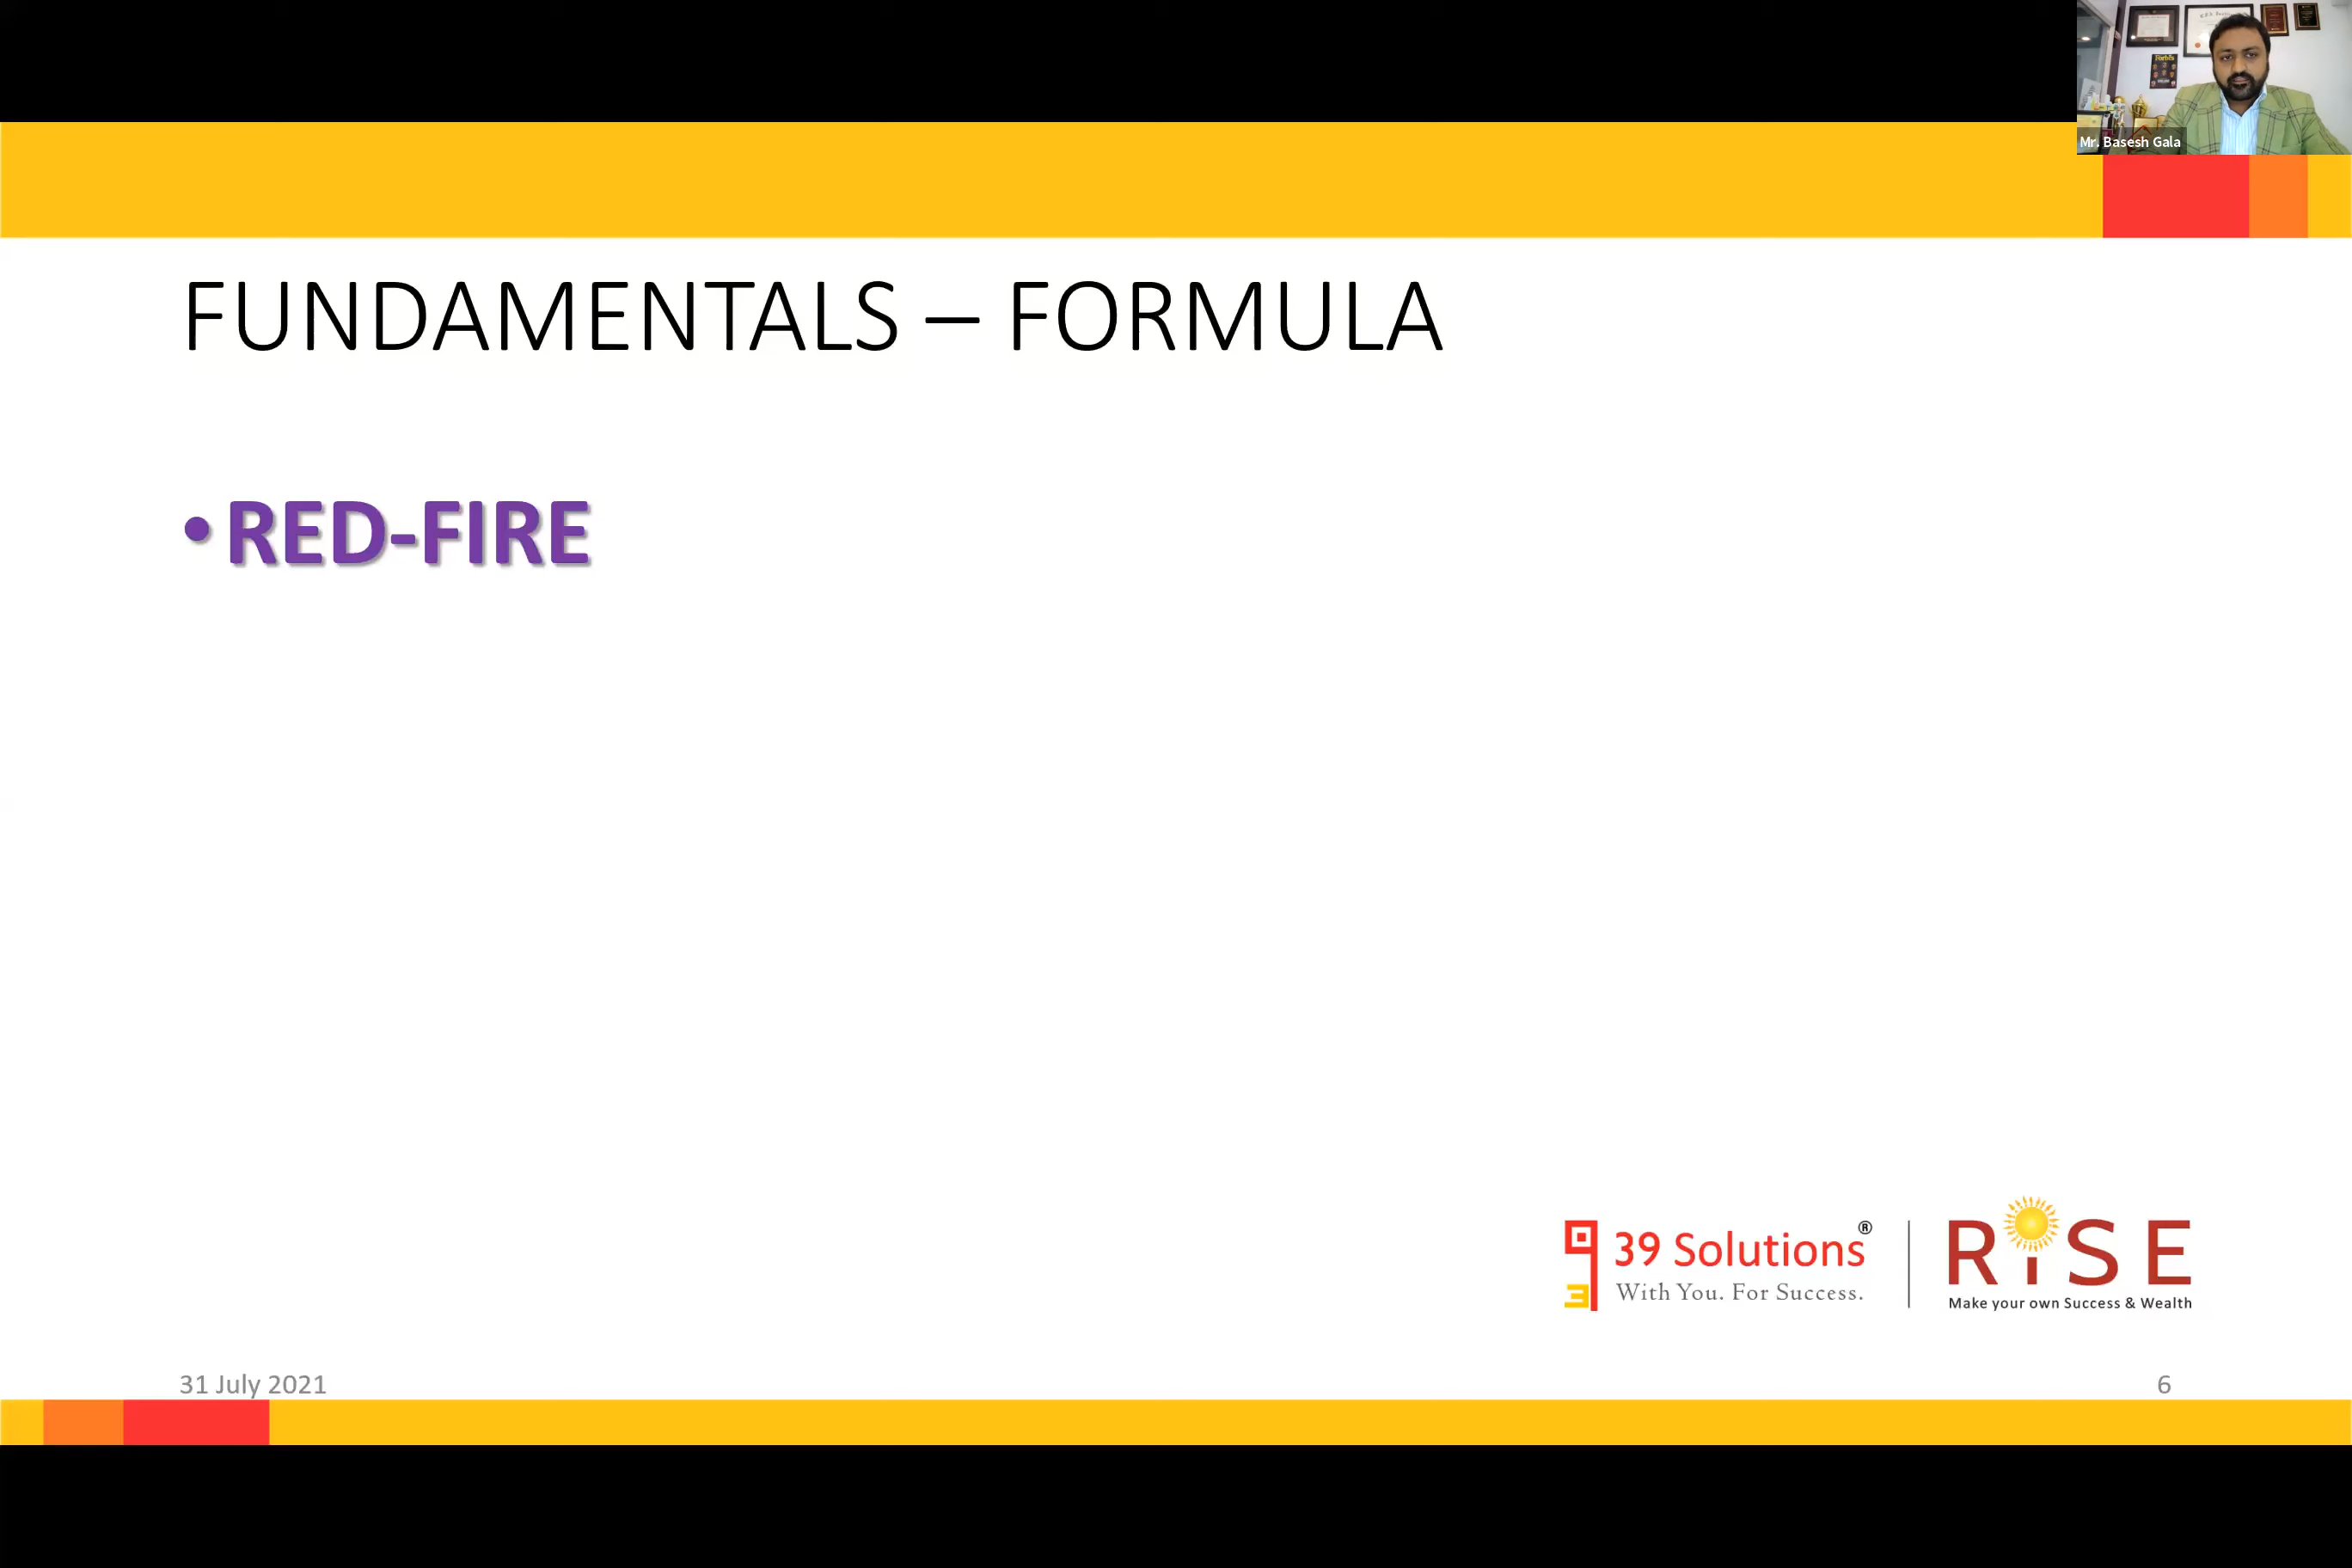 Forbes
Mr. Basesh Gala
FUNDAMENTALS – FORMULA
•RED-FIRE
39 Solutions®
With You. For Success.
RiSE
Make your own Success & Wealth
31 July 2021
6